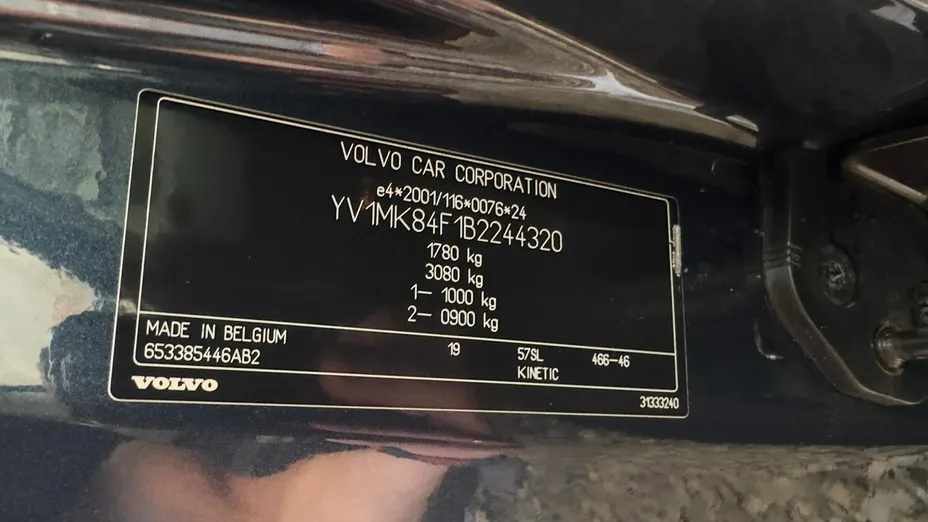 VOLVO CAR CORPORATION
e4*2001/116*0076*24
YV1MK84F1B2244320
1780 kg
3080 kg
1— 1000 kg
2— 0900 kg
MADE IN BELGIUM
653385446AB2 19 57SL 466-46
KINETIC
VOLVO
31333240